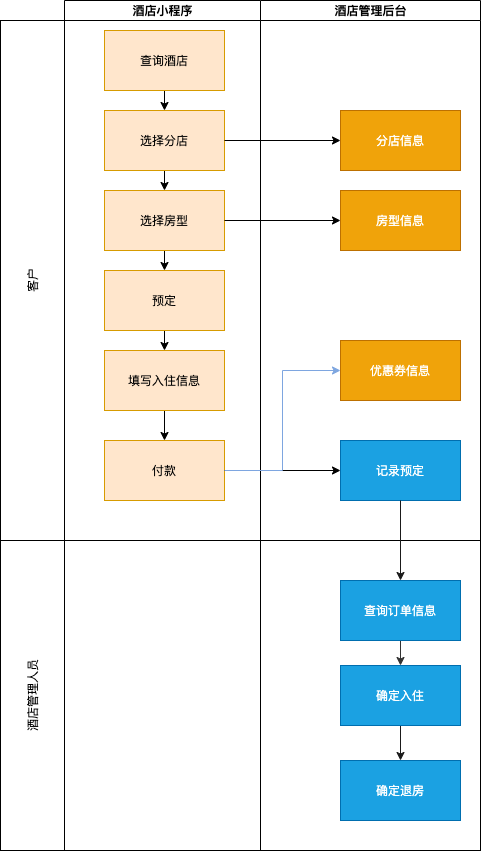 酒店小程序
酒店管理后台
客户
查询酒店
选择分店
分店信息
选择房型
房型信息
预定
填写入住信息
优惠券信息
付款
记录预定
酒店管理人员
查询订单信息
确定入住
确定退房